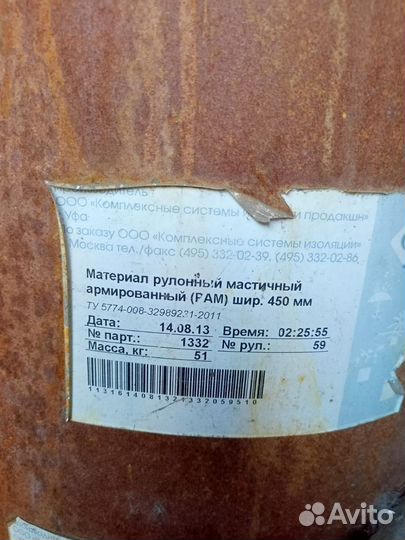 ООО «Комплексные системы и продакшн»
Уфа
о заказу ООО «Комплексные системы изоляции»
Москва тел./факс (495) 332-02-39, (495) 332-02-86,
Материал рулонный мастичный
армированный (РАМ) шир. 450 мм
ТУ 5774-008-32989231-2011
Дата: 14.08.13 Время: 02:25:55
№ парт.: 1332 № рул.: 59
Масса, кг: 51
1131614081321332059510
Avito